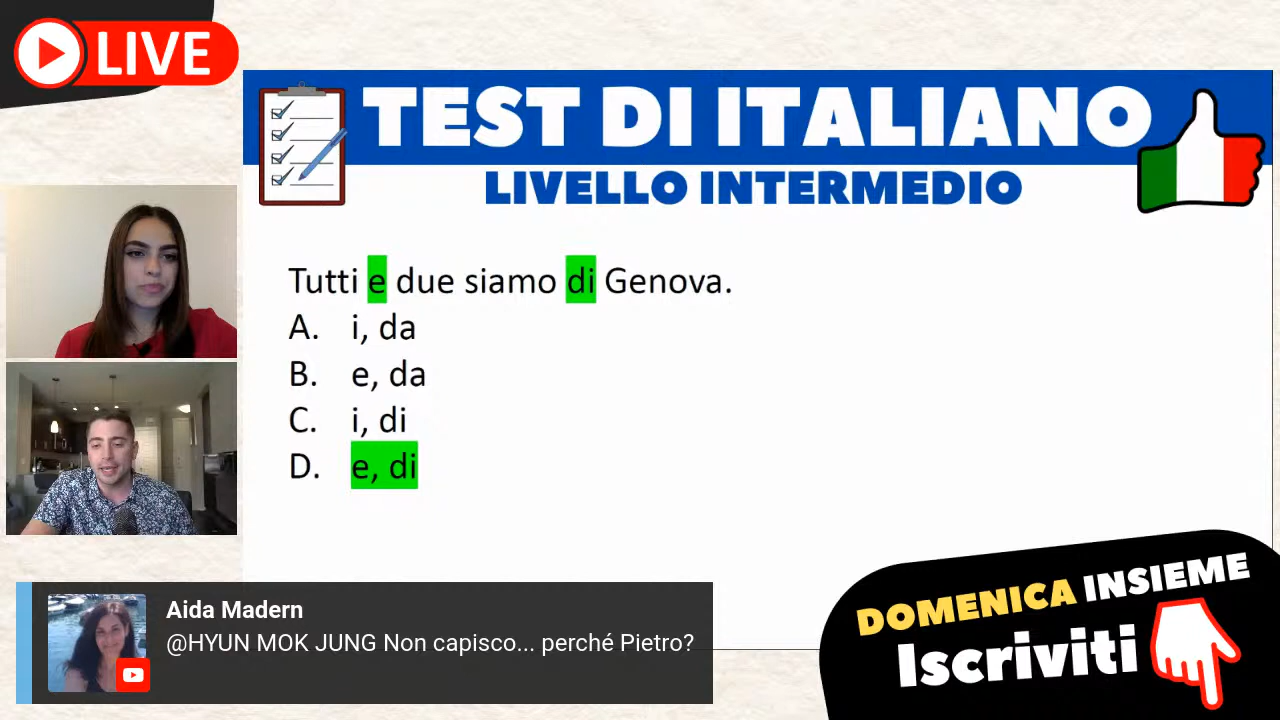 LIVE
TEST DI ITALIANO
LIVELLO INTERMEDIO
Tutti e due siamo di Genova.
A. i, da
B. e, da
C. i, di
D. e, di
Aida Madern
@HYUN MOK JUNG Non capisco... perché Pietro?
DOMENICA INSIEME
Iscriviti